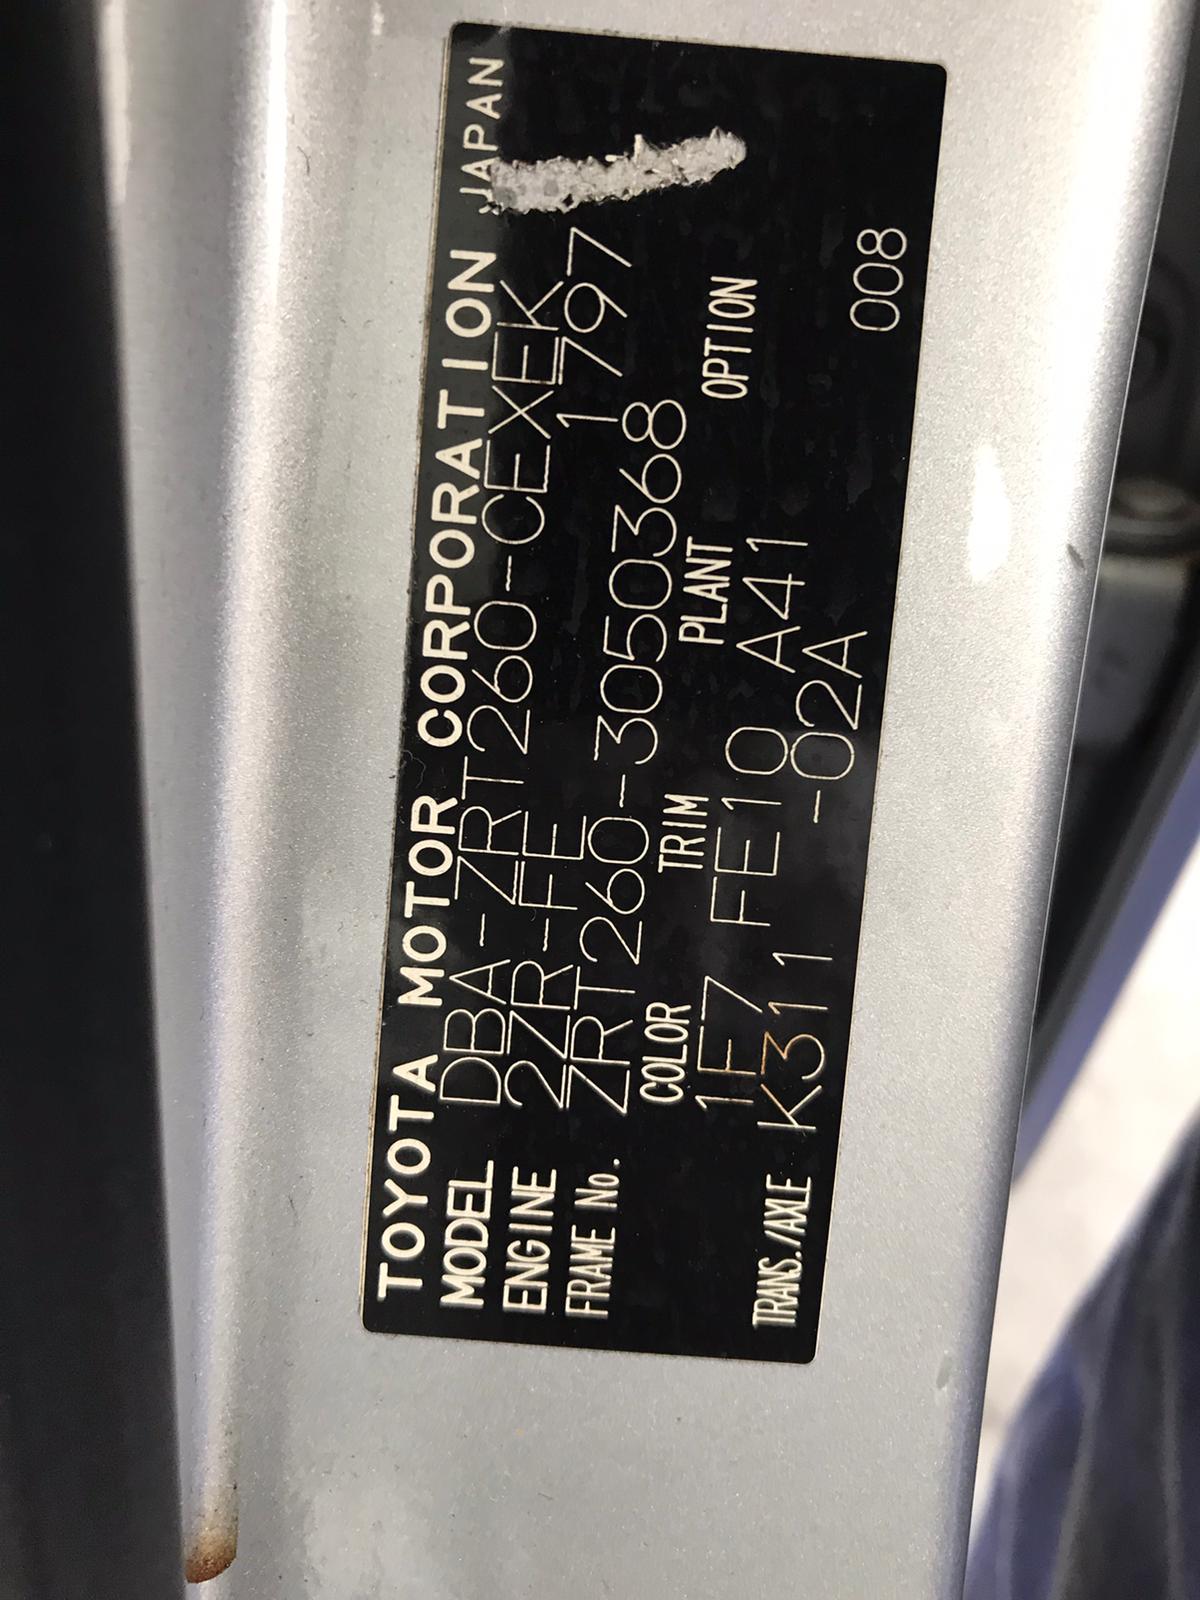 TOYOTA MOTOR CORPORATION JAPAN
MODEL DBA-ZRT260-CEXEK
ENGINE 2ZR-FE 1797
FRAME No. ZRT260-3050368
COLOR TRIM PLANT OPTION
1F7 FE10 A41
TRANS./AXLE K311 -02A 008